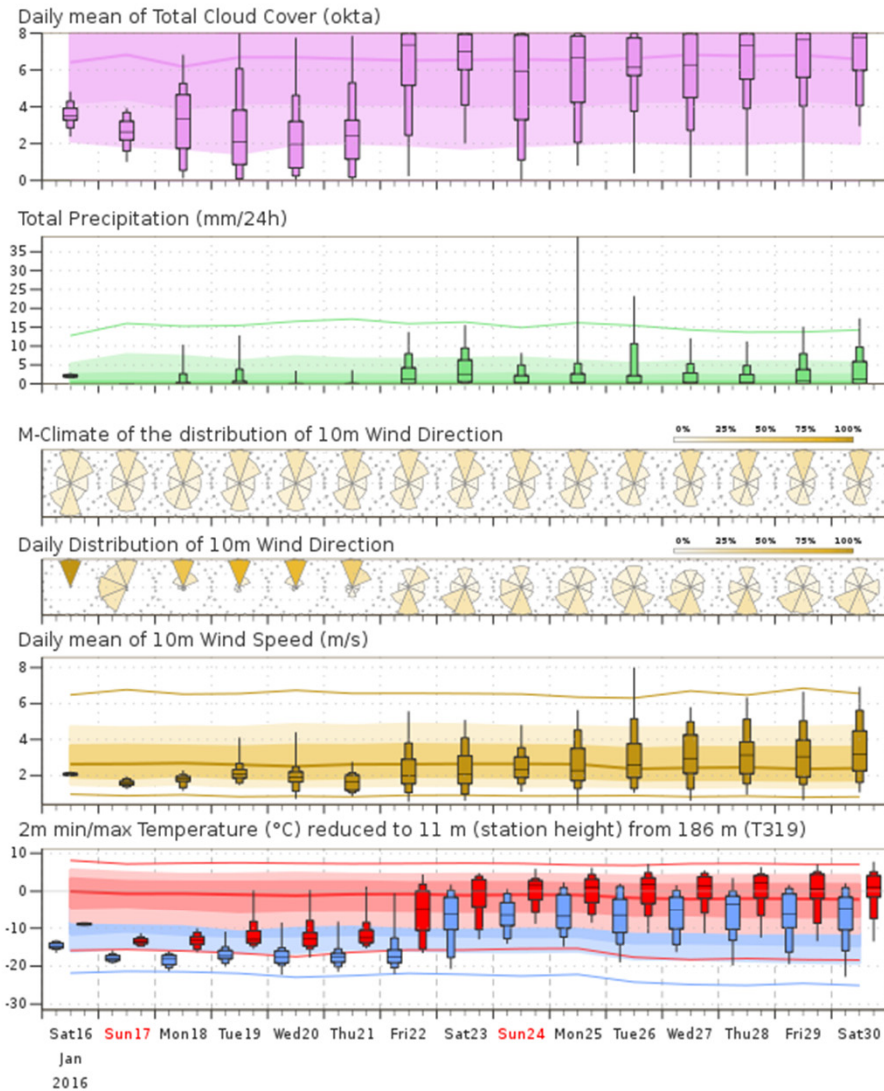 Daily mean of Total Cloud Cover (okta)
8
6
4
2
0
Total Precipitation (mm/24h)
35
30
25
20
15
10
5
0
M-Climate of the distribution of 10m Wind Direction
0% 25% 50% 75% 100%
Daily Distribution of 10m Wind Direction
0% 25% 50% 75% 100%
Daily mean of 10m Wind Speed (m/s)
8
6
4
2
2m min/max Temperature (°C) reduced to 11 m (station height) from 186 m (T319)
10
0
-10
-20
-30
Sat16 Sun17 Mon18 Tue19 Wed20 Thu21 Fri22 Sat23 Sun24 Mon25 Tue26 Wed27 Thu28 Fri29 Sat30
Jan
2016